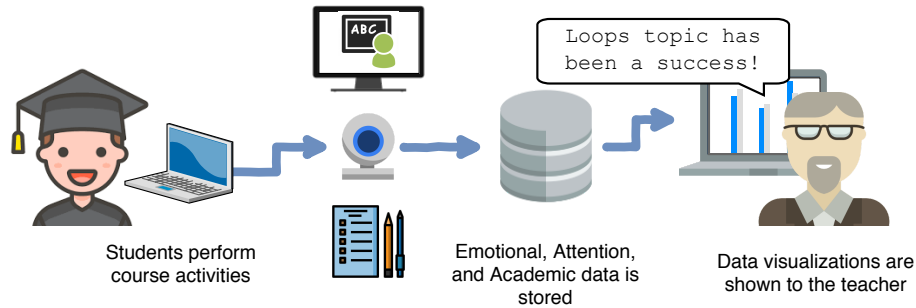 ABC
Loops topic has
been a success!
Students perform
course activities
Emotional, Attention,
and Academic data is
stored
Data visualizations are
shown to the teacher